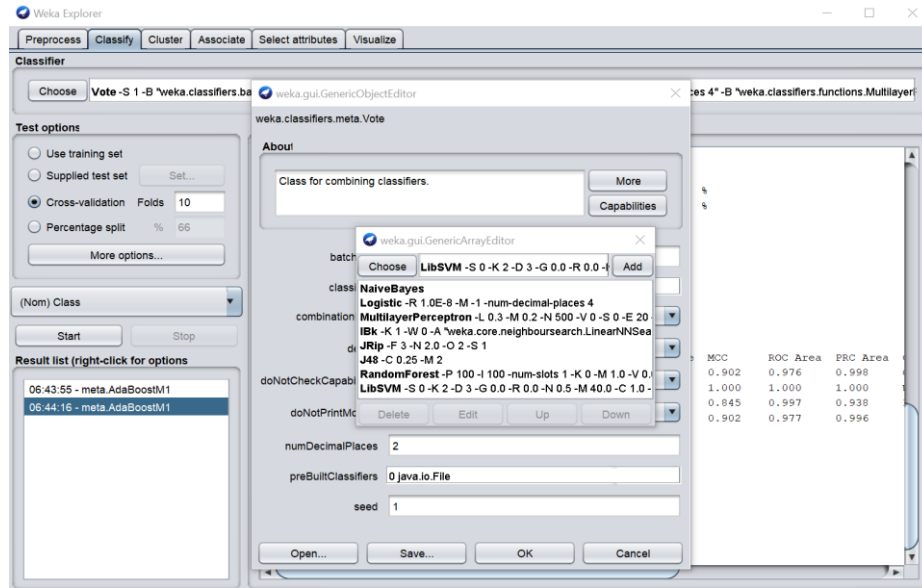 Weka Explorer
Preprocess Classify Cluster Associate Select attributes Visualize
Classifier
Choose Vote -S 1 -B "weka.classifiers.ba
es 4" -B "weka.classifiers.functions.Multilayer
weka.gui.GenericObjectEditor
weka.classifiers.meta.Vote
Test options
Use training set
Supplied test set Set...
Cross-validation Folds 10
Percentage split % 66
More options...
(Nom) Class
Start Stop
Result list (right-click for options
06:43:55 - meta.AdaBoostM1
06:44:16 - meta.AdaBoostM1
About
Class for combining classifiers.
More
Capabilities
%
%
batch
classi
combination
de
doNotCheckCapabi
doNotPrintMo
numDecimalPlaces 2
preBuiltClassifiers 0 java.io.File
seed 1
Open... Save... OK Cancel
weka.gui.GenericArrayEditor
Choose LibSVM -S 0 -K 2 -D 3 -G 0.0 -R 0.0 - Add
NaiveBayes
Logistic -R 1.0E-8 -M -1 -num-decimal-places 4
MultilayerPerceptron -L 0.3 -M 0.2 -N 500 -V 0 -S 0 -E 20
IBk -K 1 -W 0 -A "weka.core.neighboursearch.LinearNNSea
JRip -F 3 -N 2.0 -O 2 -S 1
J48 -C 0.25 -M 2
RandomForest -P 100 -I 100 -num-slots 1 -K 0 -M 1.0 -V 0.
LibSVM -S 0 -K 2 -D 3 -G 0.0 -R 0.0 -N 0.5 -M 40.0 -C 1.0 -
Delete Edit Up Down
MCC ROC Area PRC Area
0.902 0.976 0.998
1.000 1.000 1.000
0.845 0.997 0.938
0.902 0.977 0.996